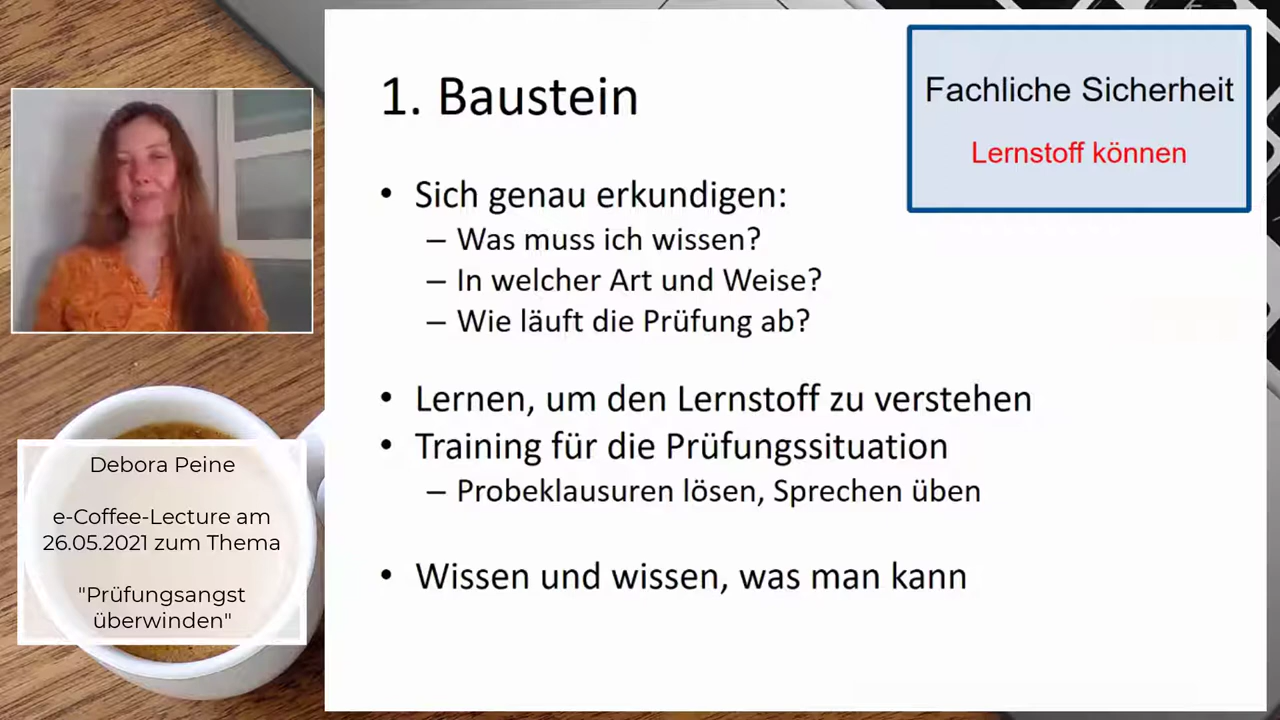 1. Baustein
Fachliche Sicherheit
Lernstoff können
• Sich genau erkundigen:
– Was muss ich wissen?
– In welcher Art und Weise?
– Wie läuft die Prüfung ab?
• Lernen, um den Lernstoff zu verstehen
• Training für die Prüfungssituation
– Probeklausuren lösen, Sprechen üben
• Wissen und wissen, was man kann
Debora Peine
e-Coffee-Lecture am
26.05.2021 zum Thema
"Prüfungsangst
überwinden"